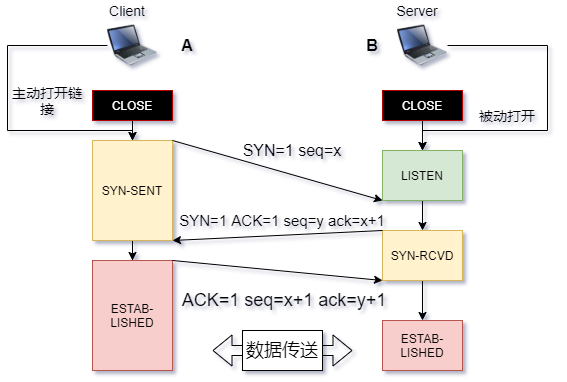 Client
Server
A
B
主动打开链
接
CLOSE
CLOSE
被动打开
SYN=1 seq=x
SYN-SENT
LISTEN
SYN=1 ACK=1 seq=y ack=x+1
SYN-RCVD
ESTAB-
LISHED
ACK=1 seq=x+1 ack=y+1
数据传送
ESTAB-
LISHED